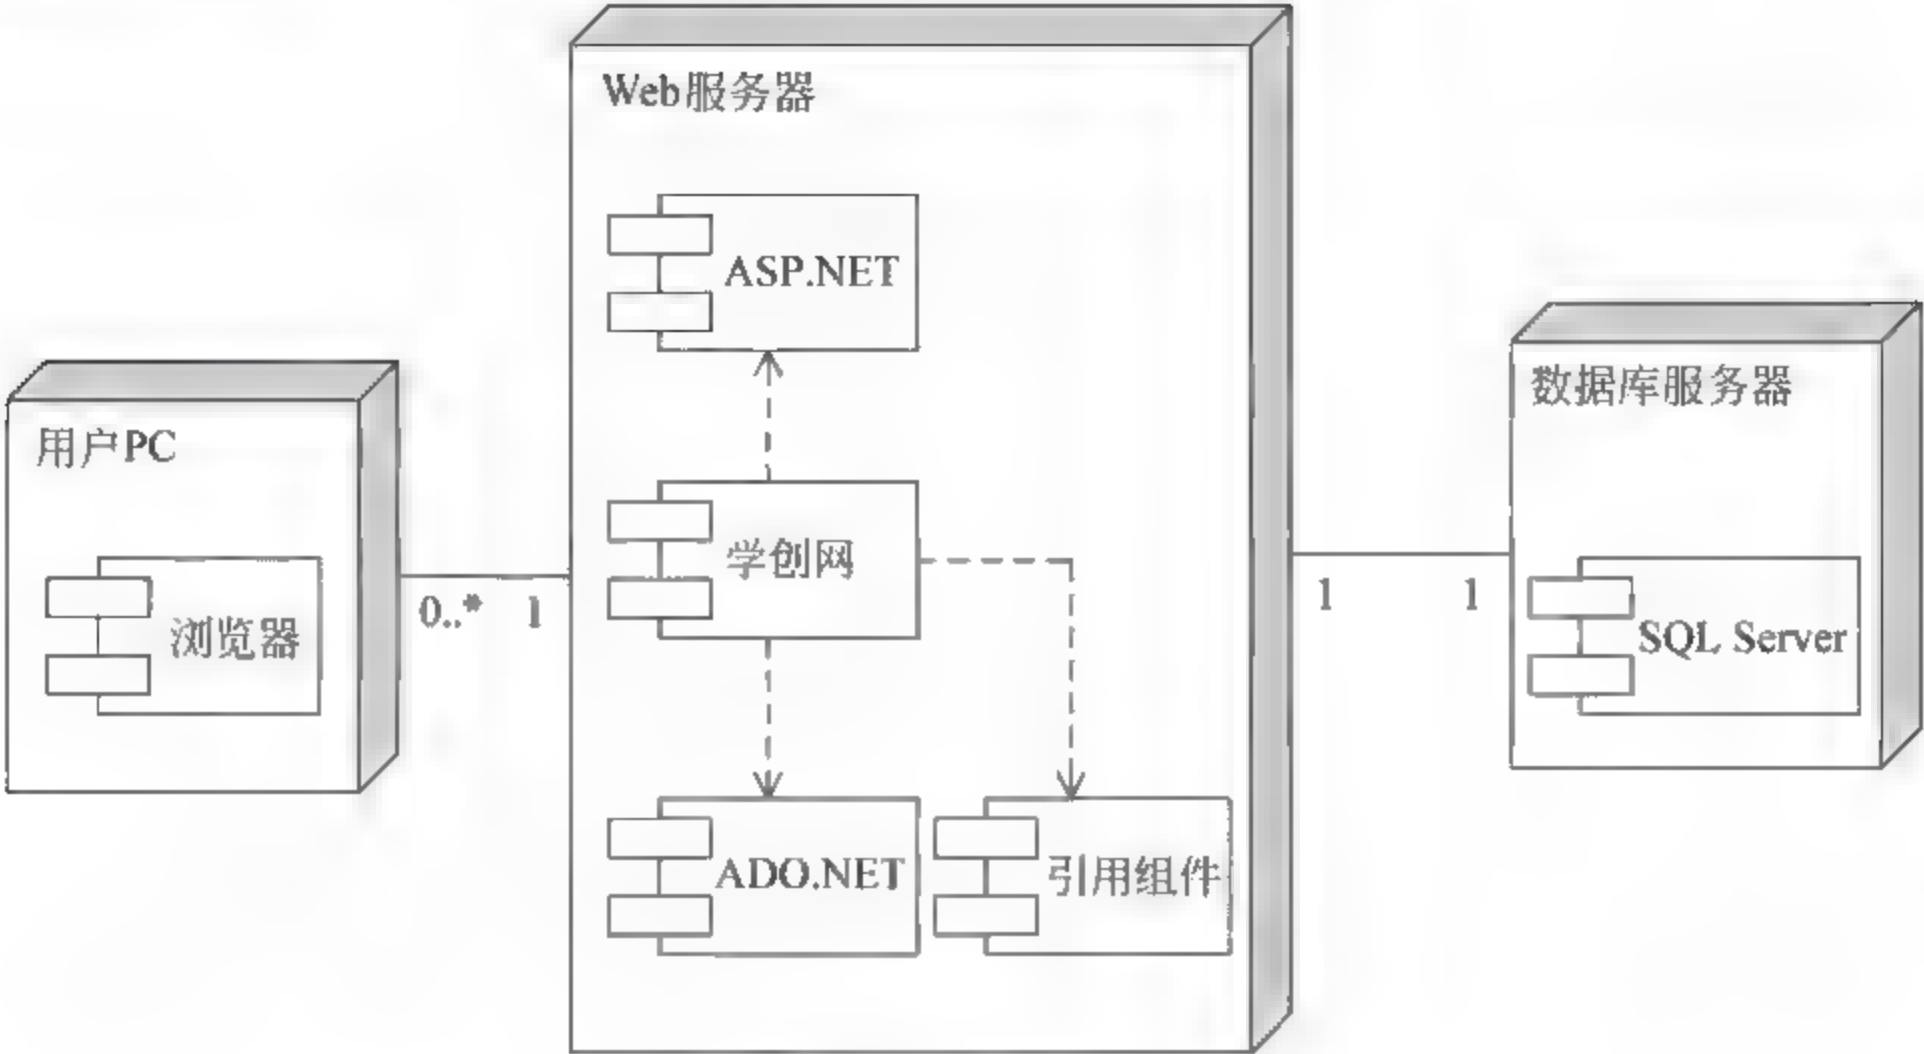 Web服务器
ASP.NET
用户PC
数据库服务器
学创网
浏览器
0..*
1
1
1
SQL Server
ADO.NET
引用组件